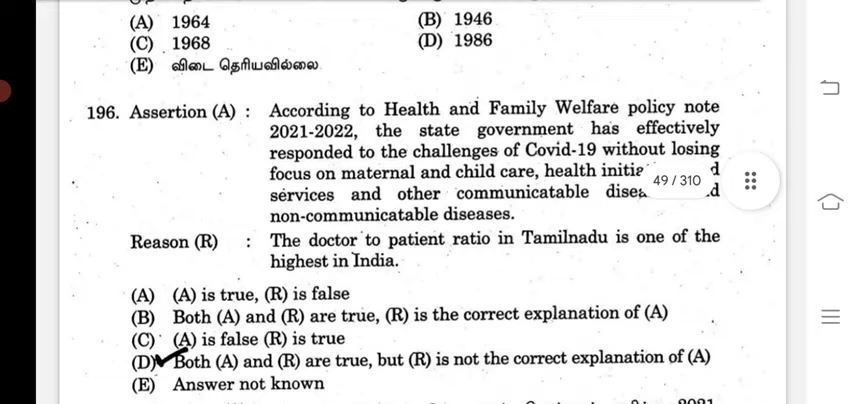 (A) 1964
(B) 1946
(C) 1968
(D) 1986
(E) விடை தெரியவில்லை
196. Assertion (A) : According to Health and Family Welfare policy note
2021-2022, the state government has effectively
responded to the challenges of Covid-19 without losing
focus on maternal and child care, health
services and other communicatable
non-communicatable diseases.
49 / 310
Reason (R) : The doctor to patient ratio in Tamilnadu is one of the
highest in India.
(A) (A) is true, (R) is false
(B) Both (A) and (R) are true, (R) is the correct explanation of (A)
(C) (A) is false (R) is true
(D) Both (A) and (R) are true, but (R) is not the correct explanation of (A)
(E) Answer not known